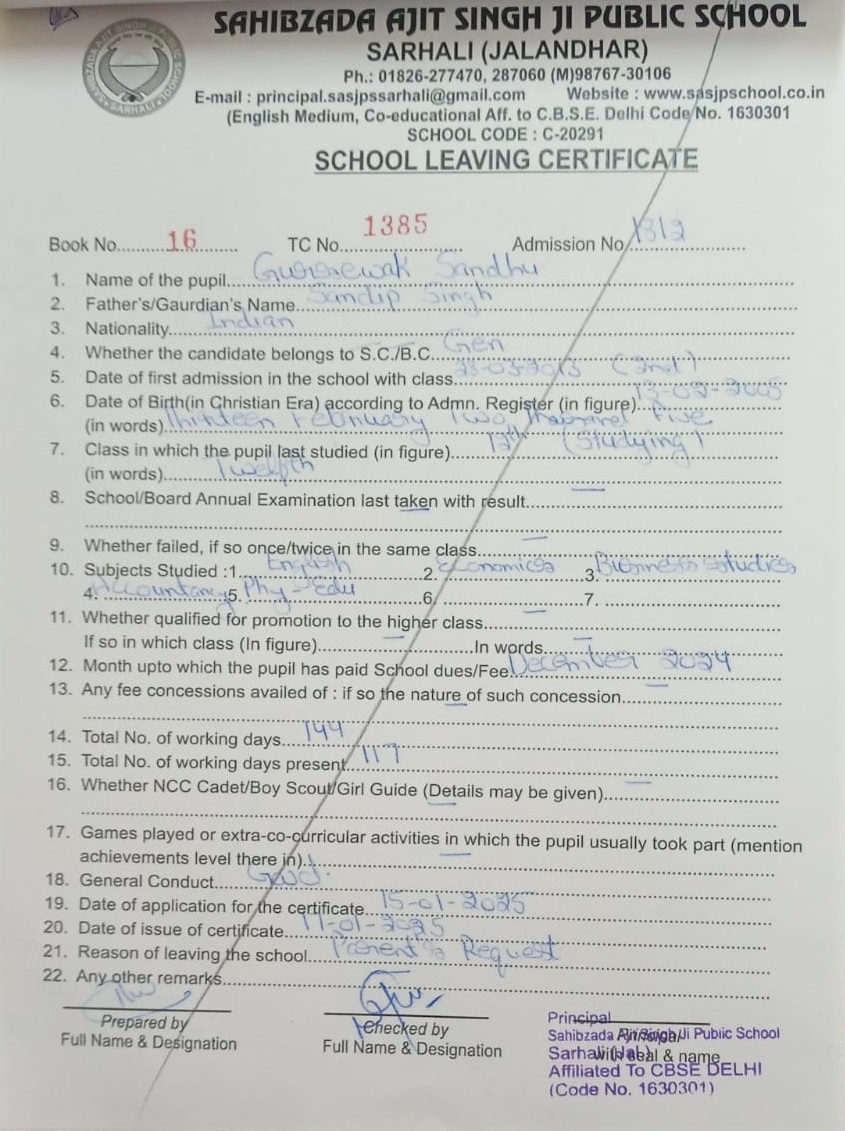 SAHIBZADA AJIT SINGH JI PUBLIC SCHOOL
SARHALI (JALANDHAR)
Ph.: 01826-277470, 287060 (M)98767-30106
E-mail : principal.sasjpssarhali@gmail.com Website : www.sasjpschool.co.in
(English Medium, Co-educational Aff. to C.B.S.E. Delhi Code No. 1630301
SCHOOL CODE : C-20291
SCHOOL LEAVING CERTIFICATE
Book No.........16......... TC No.....1385..... Admission No.1312.........
1. Name of the pupil....Gursewak Sandhu
2. Father's/Gaurdian's Name....Sandip Singh
3. Nationality......Indian
4. Whether the candidate belongs to S.C./B.C....Gen
5. Date of first admission in the school with class....(2nd)
6. Date of Birth(in Christian Era) according to Admn. Register (in figure)..13-02-2005
(in words) Thirteen February Two Thousand Five
7. Class in which the pupil last studied (in figure)......12th (Studying)
(in words).......Twelfth
8. School/Board Annual Examination last taken with result......—
9. Whether failed, if so once/twice in the same class......—
10. Subjects Studied :1. English 2. Economics 3. Business studies
4. Accountancy 5. Phy-Edu 6. 7.
11. Whether qualified for promotion to the higher class......—
If so in which class (In figure)......—......In words......—
12. Month upto which the pupil has paid School dues/Fee December 2024
13. Any fee concessions availed of : if so the nature of such concession......—
14. Total No. of working days....144
15. Total No. of working days present..117
16. Whether NCC Cadet/Boy Scout/Girl Guide (Details may be given)......—
17. Games played or extra-co-curricular activities in which the pupil usually took part (mention
achievements level there in)......—
18. General Conduct......Good
19. Date of application for the certificate...15-01-2025
20. Date of issue of certificate...17-01-2025
21. Reason of leaving the school....Parent's Request
22. Any other remarks......
Prepared by
Full Name & Designation
Checked by
Full Name & Designation
Principal
Sahibzada Ajit Singh Ji Public School
Sarhali (Jal.)
with seal & name
Affiliated To CBSE DELHI
(Code No. 1630301)